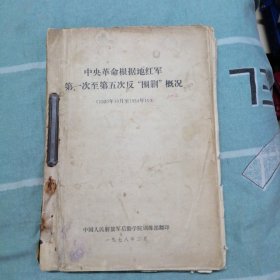 中央革命根据地红军
第一次至第五次反“围剿”概况
(1930年10月至1934年10月)
中国人民解放军后勤学院训练部翻印
一九七八年三月